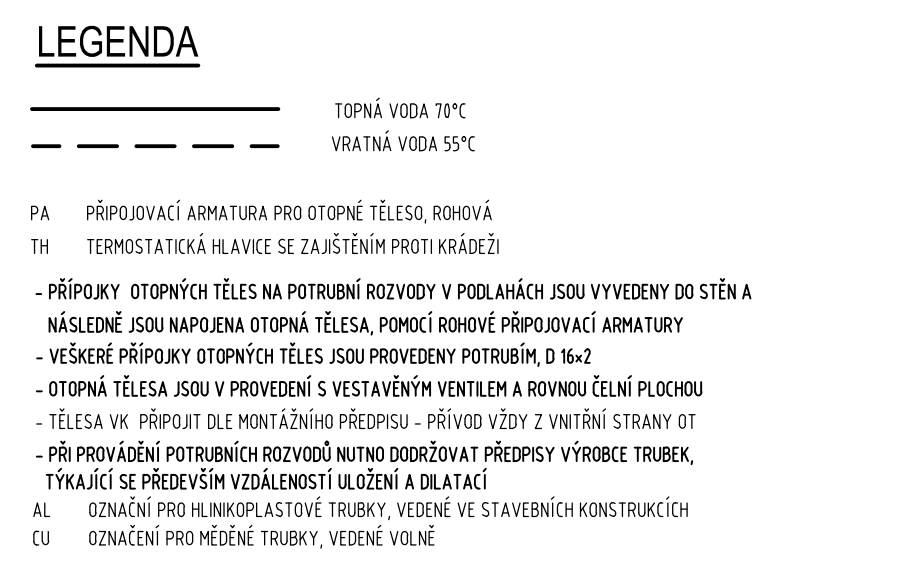 LEGENDA
TOPNÁ VODA 70°C
VRATNÁ VODA 55°C
PA PŘIPOJOVACÍ ARMATURA PRO OTOPNÉ TĚLESO, ROHOVÁ
TH TERMOSTATICKÁ HLAVICE SE ZAJIŠTĚNÍM PROTI KRÁDEŽI
- PŘÍPOJKY OTOPNÝCH TĚLES NA POTRUBNÍ ROZVODY V PODLAHÁCH JSOU VYVEDENY DO STĚN A
NÁSLEDNĚ JSOU NAPOJENA OTOPNÁ TĚLESA, POMOCÍ ROHOVÉ PŘIPOJOVACÍ ARMATURY
- VEŠKERÉ PŘÍPOJKY OTOPNÝCH TĚLES JSOU PROVEDENY POTRUBÍM, D 16x2
- OTOPNÁ TĚLESA JSOU V PROVEDENÍ S VESTAVĚNÝM VENTILEM A ROVNOU ČELNÍ PLOCHOU
- TĚLESA VK PŘIPOJIT DLE MONTÁŽNÍHO PŘEDPISU - PŘÍVOD VŽDY Z VNITŘNÍ STRANY OT
- PŘI PROVÁDĚNÍ POTRUBNÍCH ROZVODŮ NUTNO DODRŽOVAT PŘEDPISY VÝROBCE TRUBEK,
TÝKAJÍCÍ SE PŘEDEVŠÍM VZDÁLENOSTÍ ULOŽENÍ A DILATACÍ
AL OZNAČNÍ PRO HLINIKOPLASTOVÉ TRUBKY, VEDENÉ VE STAVEBNÍCH KONSTRUKCÍCH
CU OZNAČENÍ PRO MĚDĚNÉ TRUBKY, VEDENÉ VOLNĚ